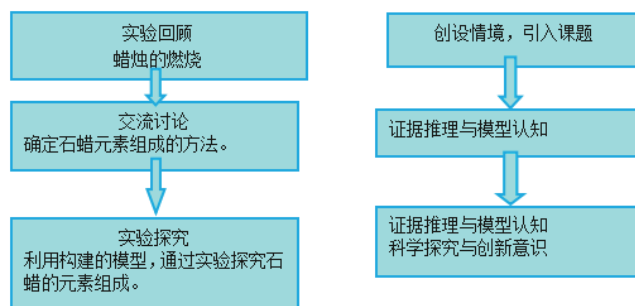 实验回顾
蜡烛的燃烧
创设情境，引入课题
交流讨论
确定石蜡元素组成的方法。
证据推理与模型认知
实验探究
利用构建的模型，通过实验探究石
蜡的元素组成。
证据推理与模型认知
科学探究与创新意识